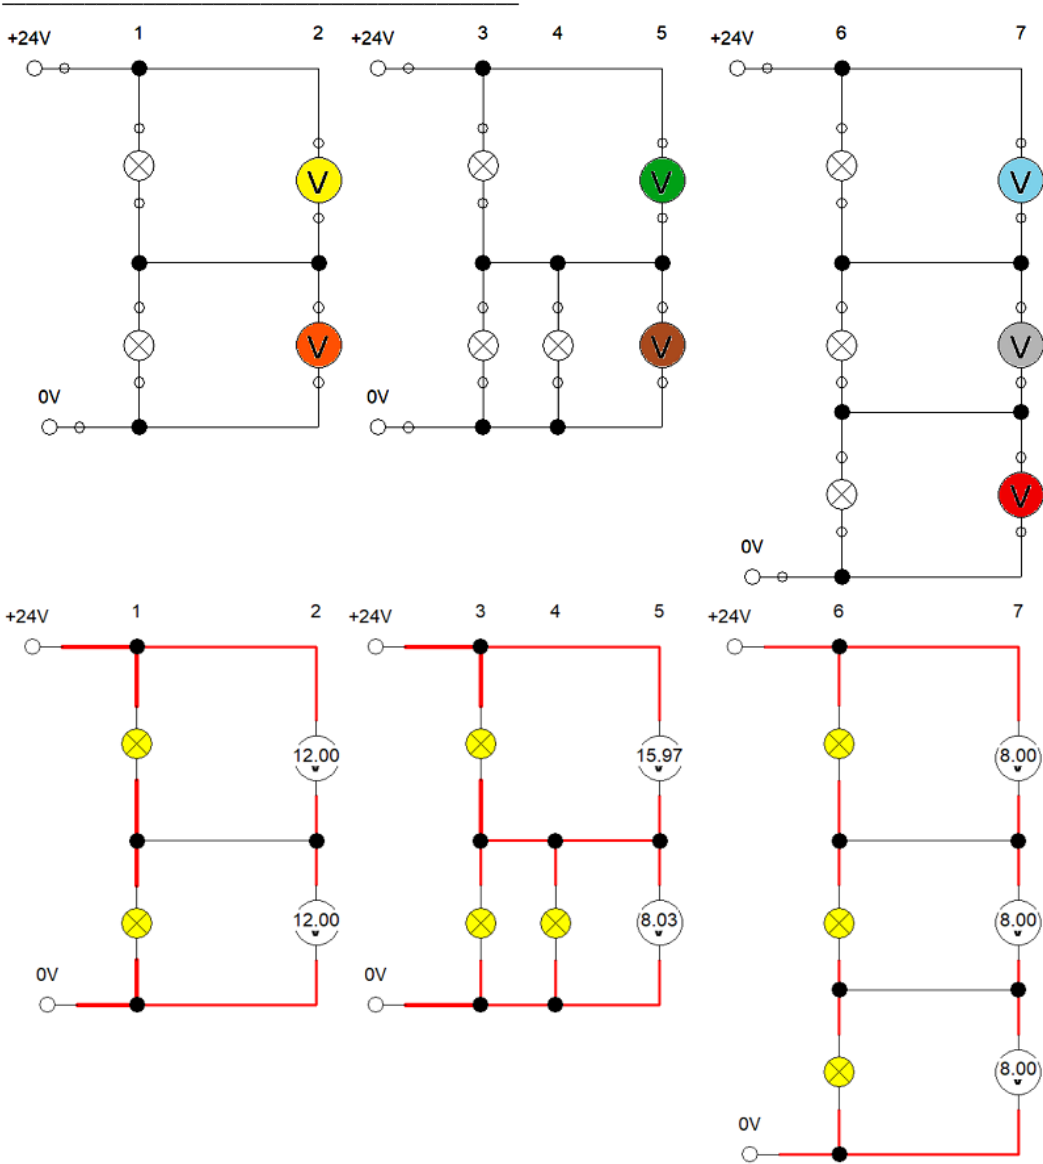 1 2 3 4 5 6 7
+24V +24V +24V
V V V
V V V
0V 0V
V
0V
1 2 3 4 5 6 7
+24V +24V +24V
12.00 15.97 8.00
v v v
12.00 8.03 8.00
v v v
0V 0V
8.00
v
0V